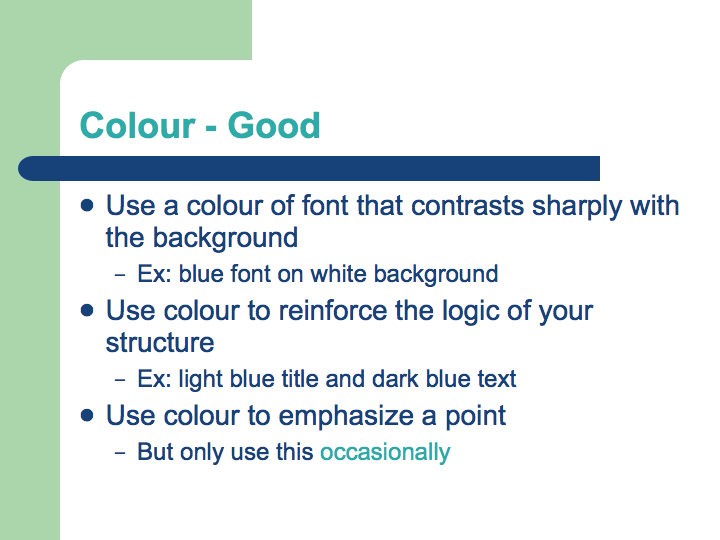 Colour - Good
● Use a colour of font that contrasts sharply with
the background
– Ex: blue font on white background
● Use colour to reinforce the logic of your
structure
– Ex: light blue title and dark blue text
● Use colour to emphasize a point
– But only use this occasionally